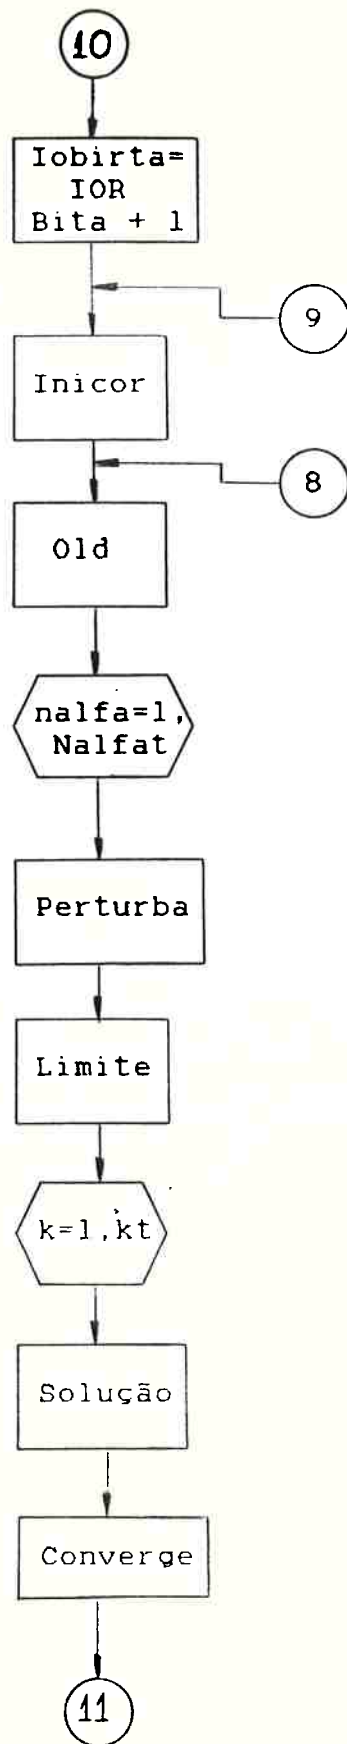 10
Iobirta=
IOR
Bita + 1
9
Inicor
8
Old
nalfa=1,
Nalfat
Perturba
Limite
k=1,kt
Solução
Converge
11